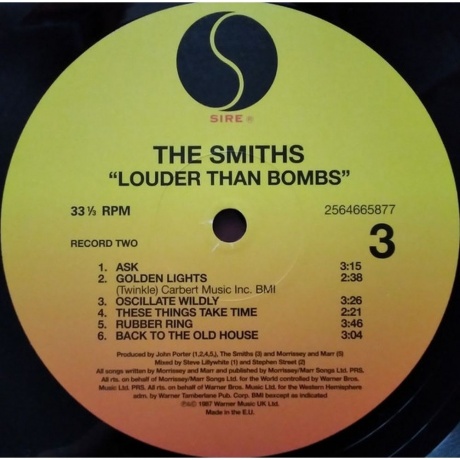 SIRE ®
THE SMITHS
“LOUDER THAN BOMBS”
33 ⅓ RPM 2564665877
RECORD TWO 3
1. ASK 3:15
2. GOLDEN LIGHTS 2:38
(Twinkle) Carbert Music Inc. BMI
3. OSCILLATE WILDLY 3:26
4. THESE THINGS TAKE TIME 2:21
5. RUBBER RING 3:46
6. BACK TO THE OLD HOUSE 3:04
Produced by John Porter (1,2,4,5,), The Smiths (3) and Morrissey and Marr (5)
Mixed by Steve Lillywhite (1) and Stephen Street (2)
All songs written by Morrissey and Marr and published by Morrissey/Marr Songs Ltd. PRS,
All rts. on behalf of Morrissey/Marr Songs Ltd. for the World controlled by Warner Bros.
Music Ltd. PRS, All rts. on behalf of Warner Bros. Music Ltd. for the Western Hemisphere
adm. by Warner Tamberlane Pub. Corp. BMI bexcept as indicated
℗© 1987 Warner Music UK Ltd.
Made in the E.U.